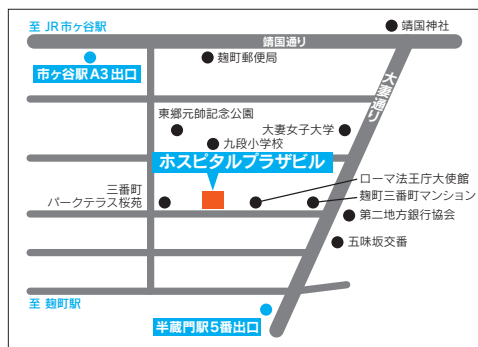 至 JR市ヶ谷駅
靖国神社
靖国通り
市ヶ谷駅A3出口
麹町郵便局
大妻通り
東郷元帥記念公園
大妻女子大学
九段小学校
ホスピタルプラザビル
三番町
パークテラス桜苑
ローマ法王庁大使館
麹町三番町マンション
第二地方銀行協会
五味坂交番
至 麹町駅
半蔵門駅5番出口